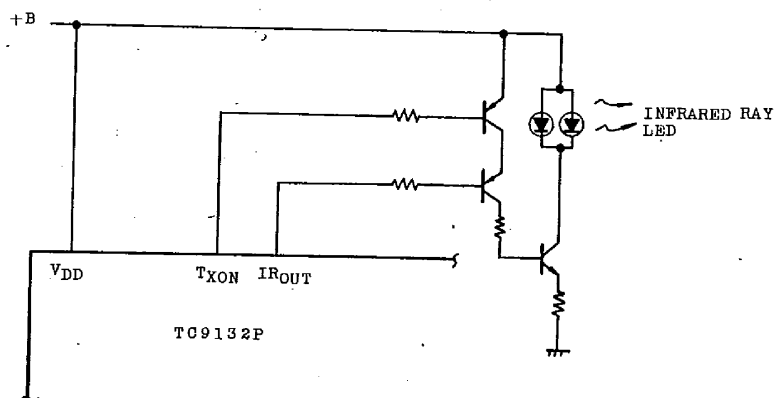 +B
INFRARED RAY
LED
VDD TXON IROUT
TC9132P